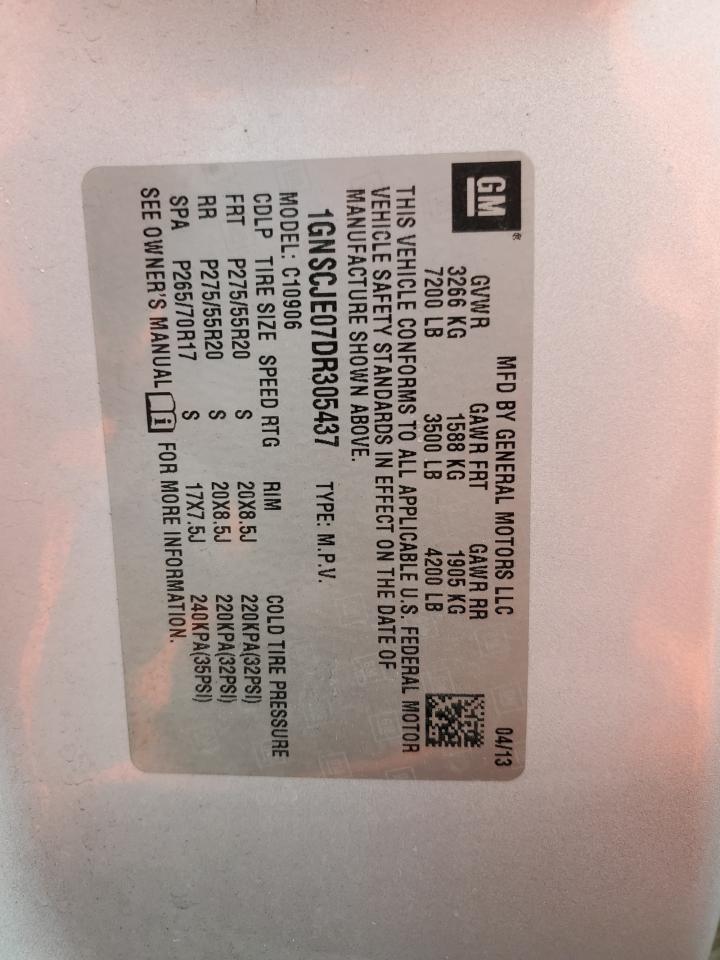 GM®
MFD BY GENERAL MOTORS LLC 04/13
GVWR GAWR FRT GAWR RR
3266 KG 1588 KG 1905 KG
7200 LB 3500 LB 4200 LB
THIS VEHICLE CONFORMS TO ALL APPLICABLE U.S. FEDERAL MOTOR
VEHICLE SAFETY STANDARDS IN EFFECT ON THE DATE OF
MANUFACTURE SHOWN ABOVE.
1GNSCJE07DR305437 TYPE: M.P.V.
MODEL: C10906
CDLP TIRE SIZE SPEED RTG RIM COLD TIRE PRESSURE
FRT P275/55R20 S 20X8.5J 220KPA(32PSI)
RR P275/55R20 S 20X8.5J 220KPA(32PSI)
SPA P265/70R17 S 17X7.5J 240KPA(35PSI)
SEE OWNER'S MANUAL FOR MORE INFORMATION.